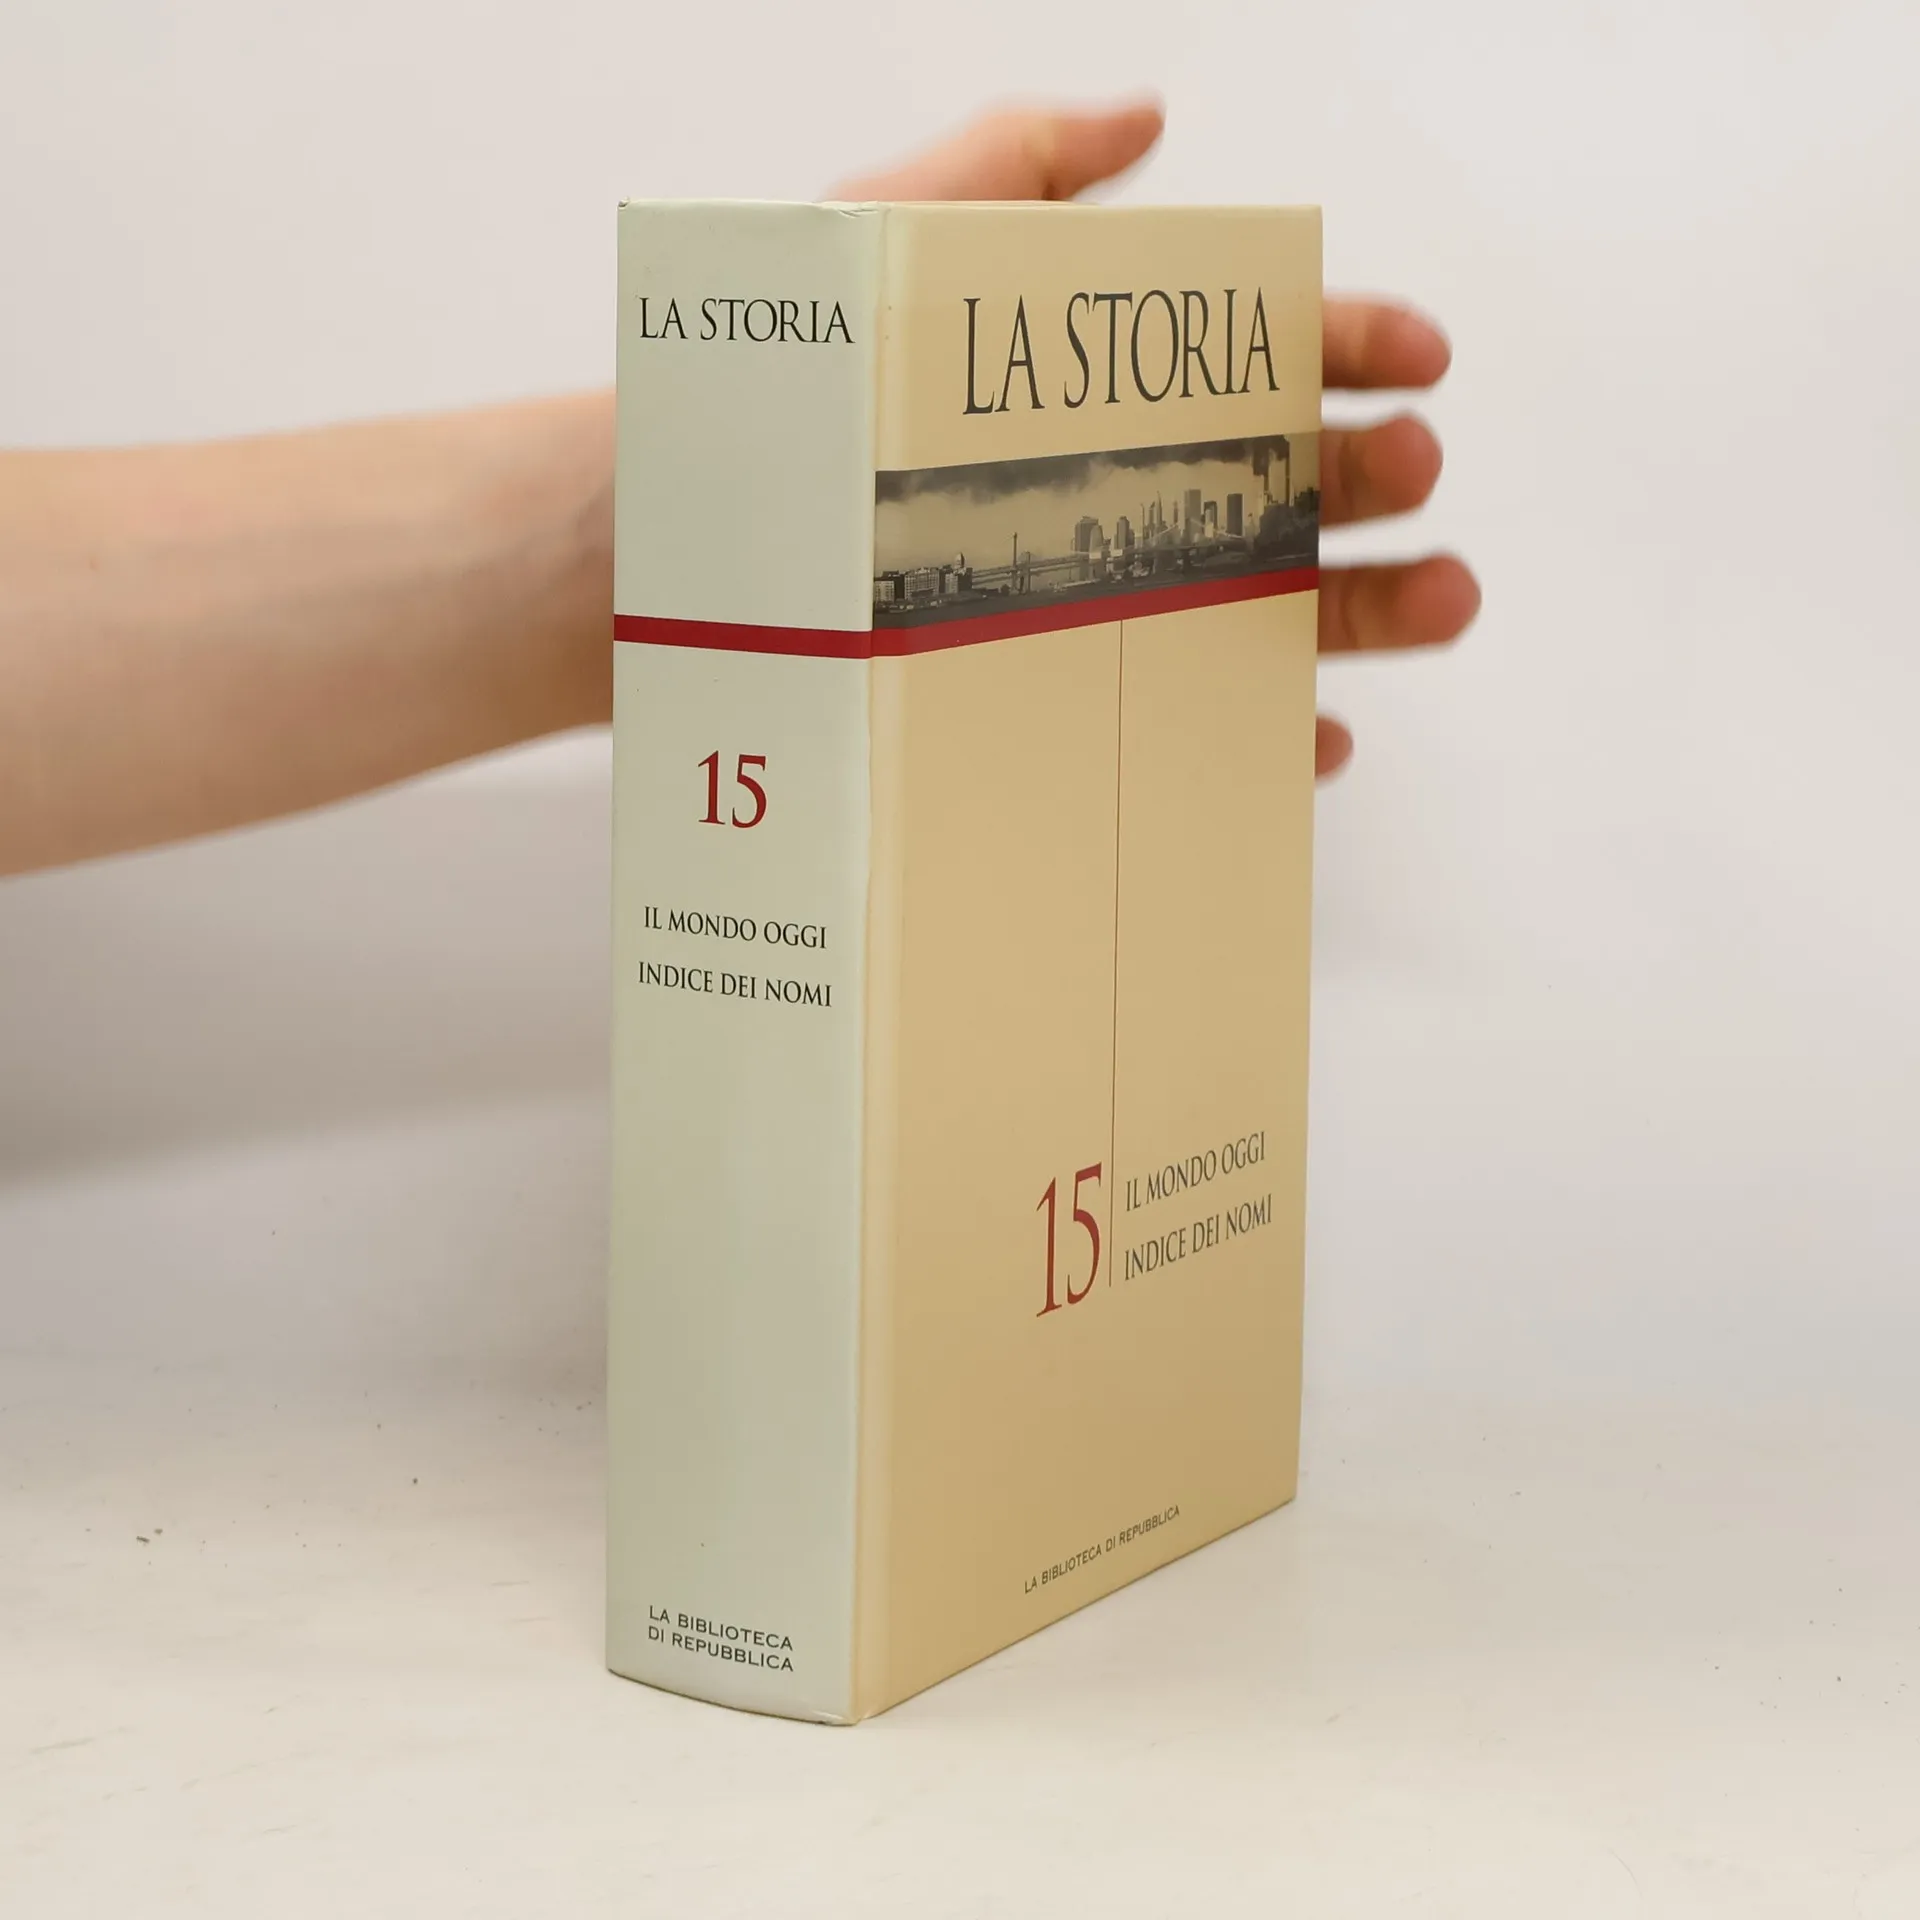 LA STORIA
15
IL MONDO OGGI
INDICE DEI NOMI
LA BIBLIOTECA
DI REPUBBLICA
LA STORIA
15
IL MONDO OGGI
INDICE DEI NOMI
LA BIBLIOTECA DI REPUBBLICA